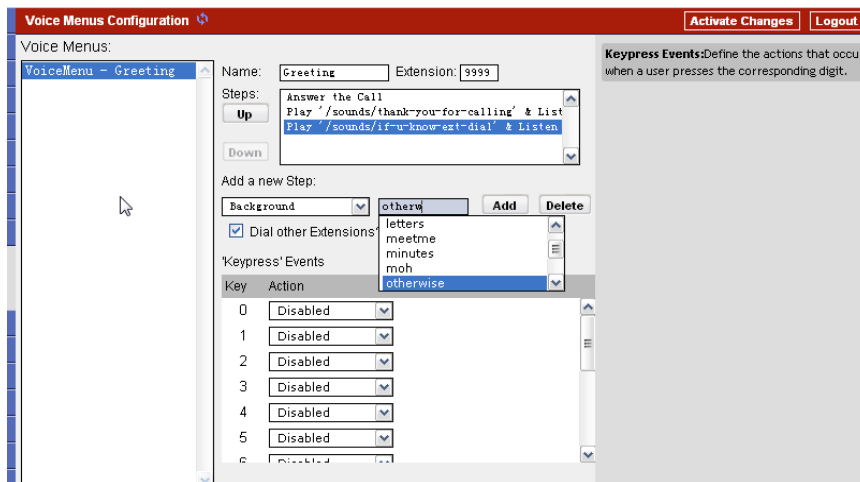 Voice Menus Configuration
Activate Changes
Logout
Voice Menus:
VoiceMenu - Greeting
Name: Greeting Extension: 9999
Steps:
Up
Down
Answer the Call
Play '/sounds/thank-you-for-calling' & List
Play '/sounds/if-u-know-ext-dial' & Listen
Add a new Step:
Background
otherw
Add
Delete
letters
meetme
minutes
moh
otherwise
Dial other Extensions?
'Keypress' Events
Key Action
0 Disabled
1 Disabled
2 Disabled
3 Disabled
4 Disabled
5 Disabled
6 Disabled
Keypress Events:Define the actions that occu
when a user presses the corresponding digit.